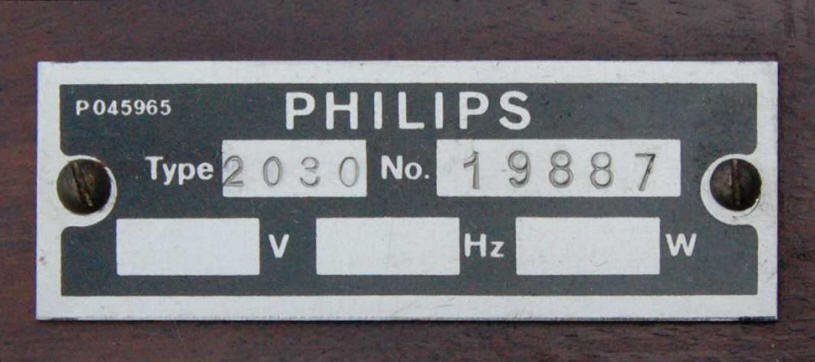 P045965 PHILIPS
Type 2030 No. 19887
V Hz W